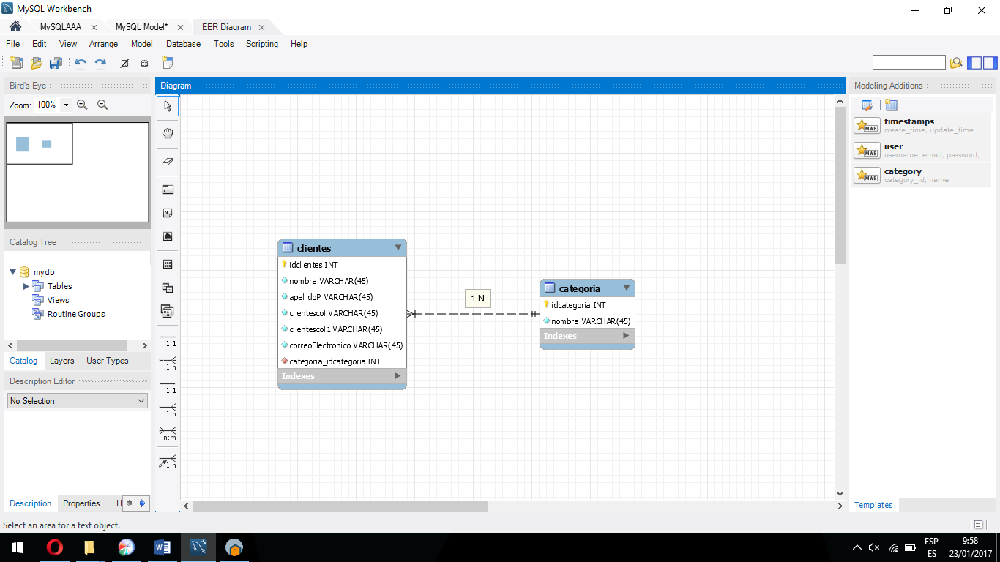 MySQL Workbench
MySQLAAA
MySQL Model*
EER Diagram
File Edit View Arrange Model Database Tools Scripting Help
Bird's Eye
Zoom: 100%
Catalog Tree
mydb
Tables
Views
Routine Groups
Catalog Layers User Types
Description Editor
No Selection
Description Properties H
Diagram
1:1
1:n
1:1
1:n
n:m
1:n
clientes
idclientes INT
nombre VARCHAR(45)
apellidoP VARCHAR(45)
clientescol VARCHAR(45)
clientescol1 VARCHAR(45)
correoElectronico VARCHAR(45)
categoria_idcategoria INT
Indexes
1:N
categoria
idcategoria INT
nombre VARCHAR(45)
Indexes
Modeling Additions
MWB
timestamps
create_time, update_time
MWB
user
username, email, password, ...
MWB
category
category_id, name
Templates
Select an area for a text object.
ESP
ES
9:58
23/01/2017